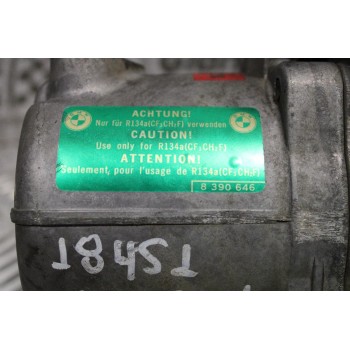 ACHTUNG!
Nur für R134a(CF₃CH₂F) verwenden
CAUTION!
Use only for R134a(CF₃CH₂F)
ATTENTION!
Seulement, pour l'usage de R134a(CF₃CH₂F)
8 390 646